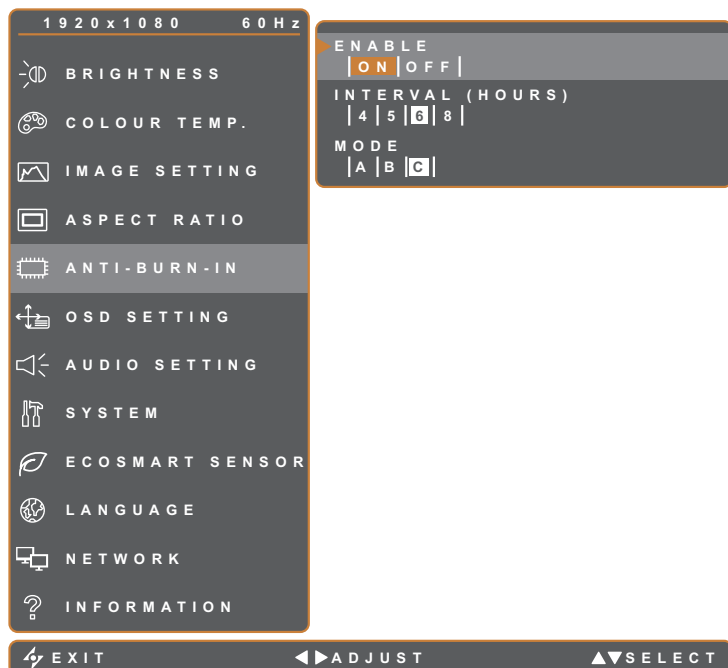 1920x1080 60Hz
BRIGHTNESS
COLOUR TEMP.
IMAGE SETTING
ASPECT RATIO
ANTI-BURN-IN
OSD SETTING
AUDIO SETTING
SYSTEM
ECOSMART SENSOR
LANGUAGE
NETWORK
INFORMATION
ENABLE
ON OFF
INTERVAL (HOURS)
4 5 6 8
MODE
A B C
EXIT ADJUST SELECT